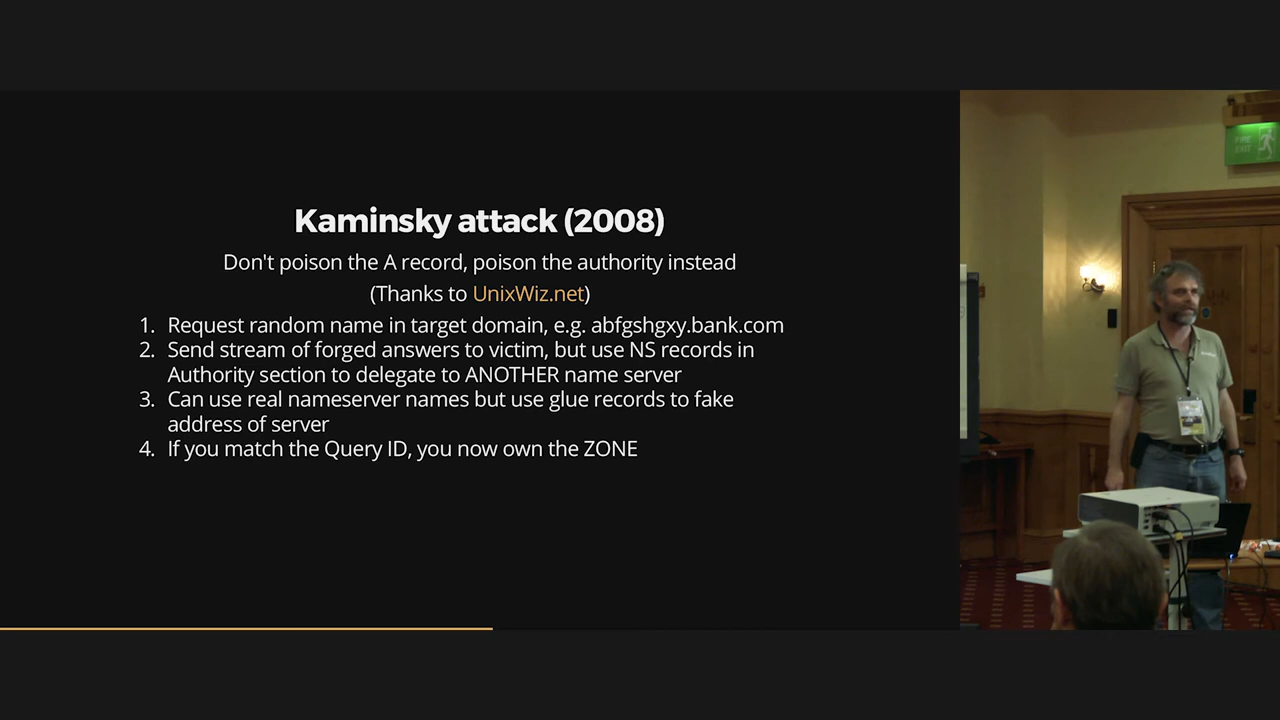 Kaminsky attack (2008)
Don't poison the A record, poison the authority instead
(Thanks to UnixWiz.net)
1. Request random name in target domain, e.g. abfgshgxy.bank.com
2. Send stream of forged answers to victim, but use NS records in
Authority section to delegate to ANOTHER name server
3. Can use real nameserver names but use glue records to fake
address of server
4. If you match the Query ID, you now own the ZONE
FIRE
EXIT